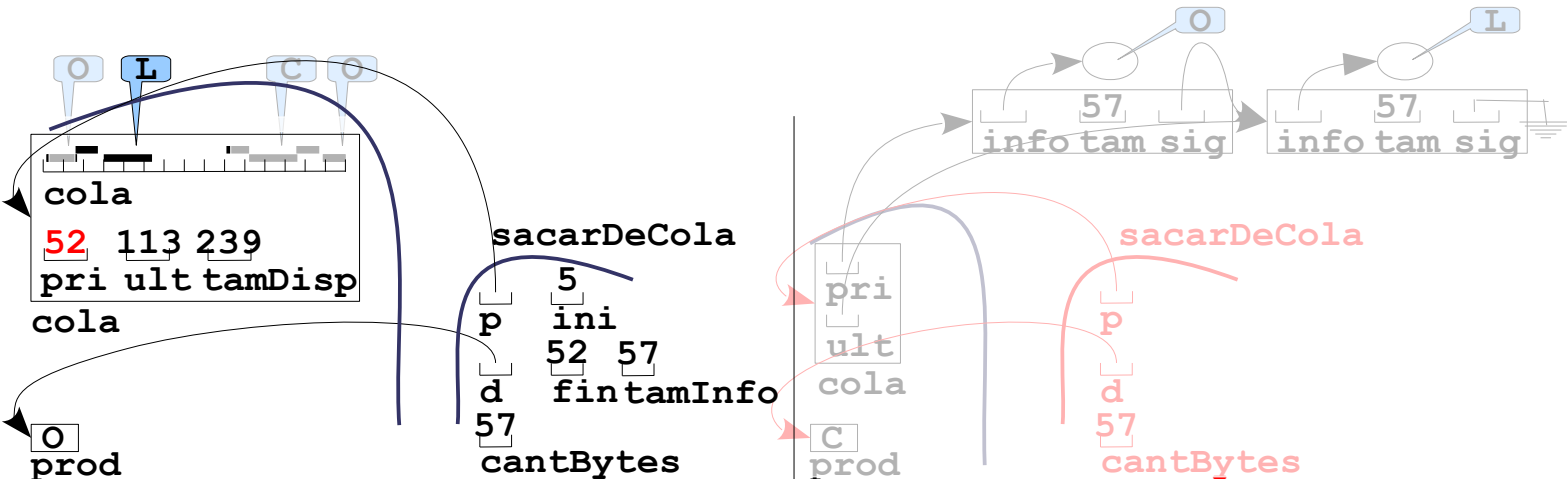 O L C O
cola
52 113 239
pri ult tamDisp
cola
sacarDeCola
5
p ini
52 57
d fin tamInfo
57
cantBytes
O
prod
O L
57 57
info tam sig info tam sig
pri
ult
cola
sacarDeCola
p
d
57
cantBytes
C
prod